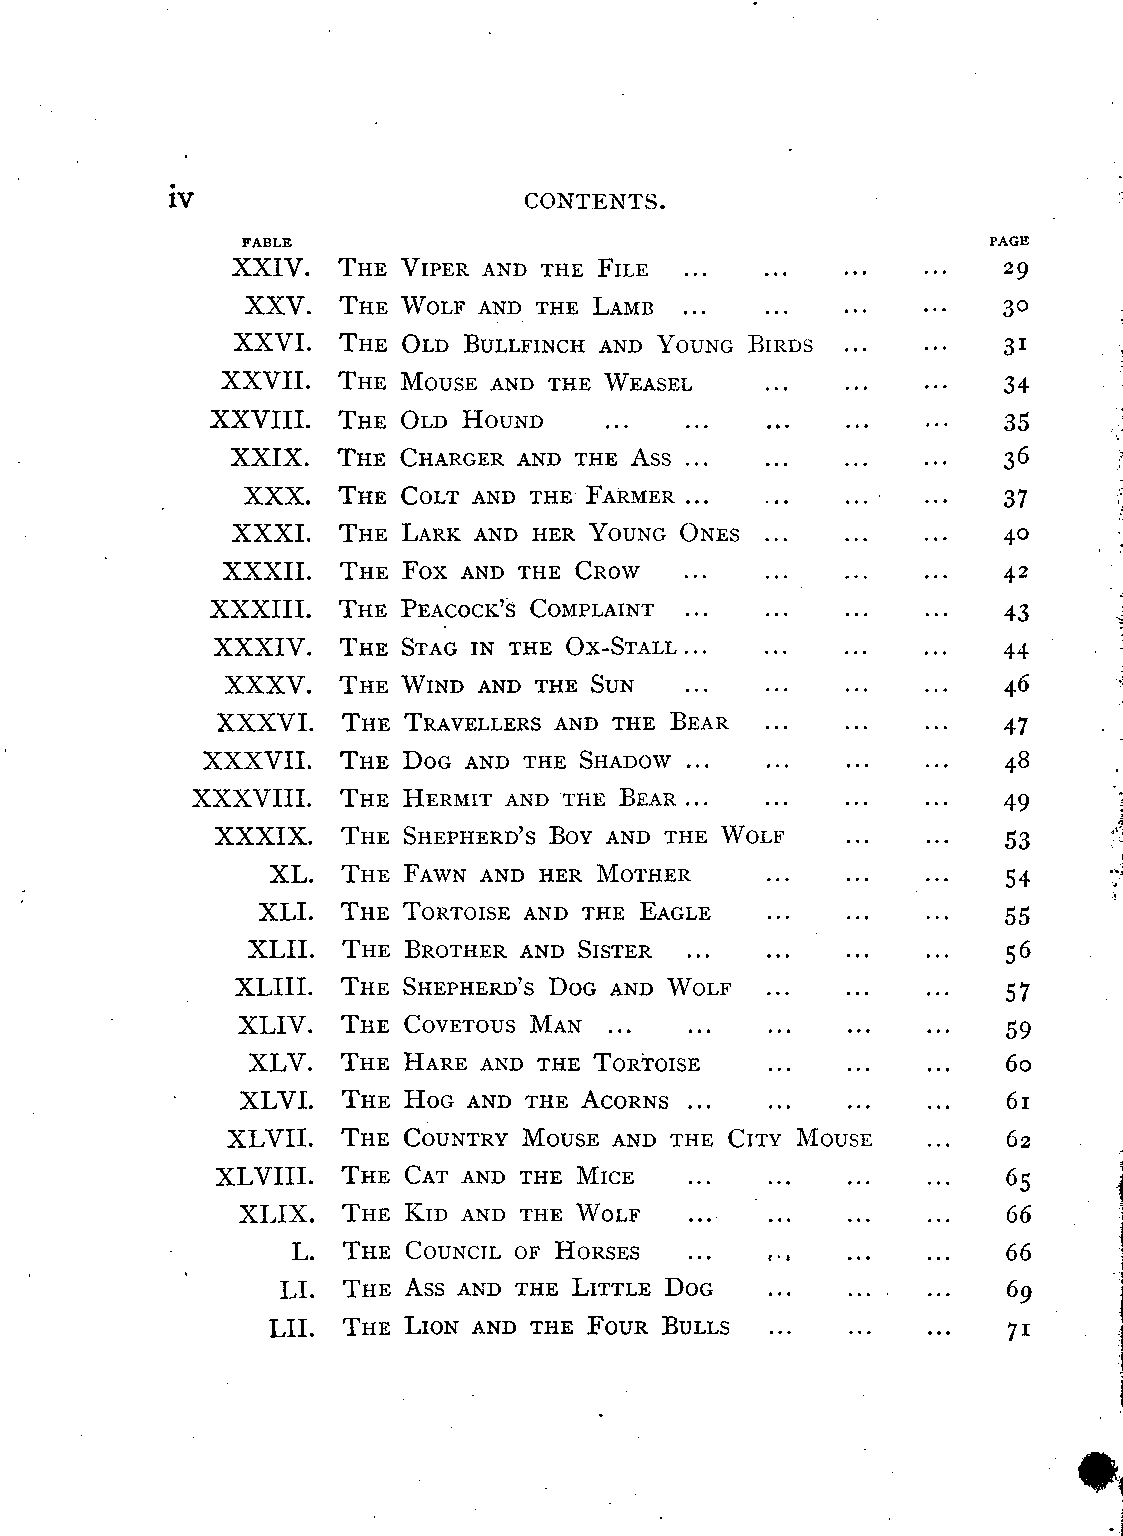 iv CONTENTS.
FABLE PAGE
XXIV. THE VIPER AND THE FILE ... ... ... ... 29
XXV. THE WOLF AND THE LAMB ... ... ... ... 30
XXVI. THE OLD BULLFINCH AND YOUNG BIRDS ... ... 31
XXVII. THE MOUSE AND THE WEASEL ... ... ... 34
XXVIII. THE OLD HOUND ... ... ... ... ... 35
XXIX. THE CHARGER AND THE ASS ... ... ... ... 36
XXX. THE COLT AND THE FARMER ... ... ... ... 37
XXXI. THE LARK AND HER YOUNG ONES ... ... ... 40
XXXII. THE FOX AND THE CROW ... ... ... ... 42
XXXIII. THE PEACOCK'S COMPLAINT ... ... ... ... 43
XXXIV. THE STAG IN THE OX-STALL ... ... ... ... 44
XXXV. THE WIND AND THE SUN ... ... ... ... 46
XXXVI. THE TRAVELLERS AND THE BEAR ... ... ... 47
XXXVII. THE DOG AND THE SHADOW ... ... ... ... 48
XXXVIII. THE HERMIT AND THE BEAR ... ... ... ... 49
XXXIX. THE SHEPHERD'S BOY AND THE WOLF ... ... 53
XL. THE FAWN AND HER MOTHER ... ... ... 54
XLI. THE TORTOISE AND THE EAGLE ... ... ... 55
XLII. THE BROTHER AND SISTER ... ... ... ... 56
XLIII. THE SHEPHERD'S DOG AND WOLF ... ... ... 57
XLIV. THE COVETOUS MAN ... ... ... ... ... 59
XLV. THE HARE AND THE TORTOISE ... ... ... 60
XLVI. THE HOG AND THE ACORNS ... ... ... ... 61
XLVII. THE COUNTRY MOUSE AND THE CITY MOUSE ... 62
XLVIII. THE CAT AND THE MICE ... ... ... ... 65
XLIX. THE KID AND THE WOLF ... ... ... ... 66
L. THE COUNCIL OF HORSES ... ... ... ... 66
LI. THE ASS AND THE LITTLE DOG ... ... ... 69
LII. THE LION AND THE FOUR BULLS ... ... ... 71